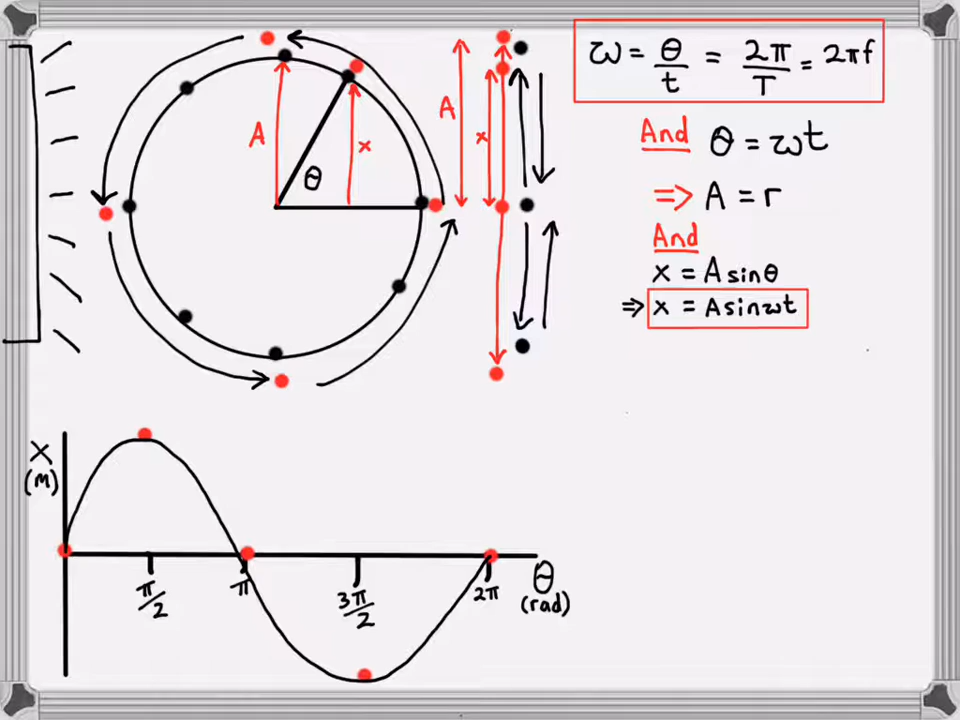 ω = θ/t = 2π/T = 2πf
And θ = ωt
⇒ A = r
And
x = A sinθ
⇒ x = A sinωt
A
x
θ
A
x
x
(m)
π/2
π
3π/2
2π
θ
(rad)